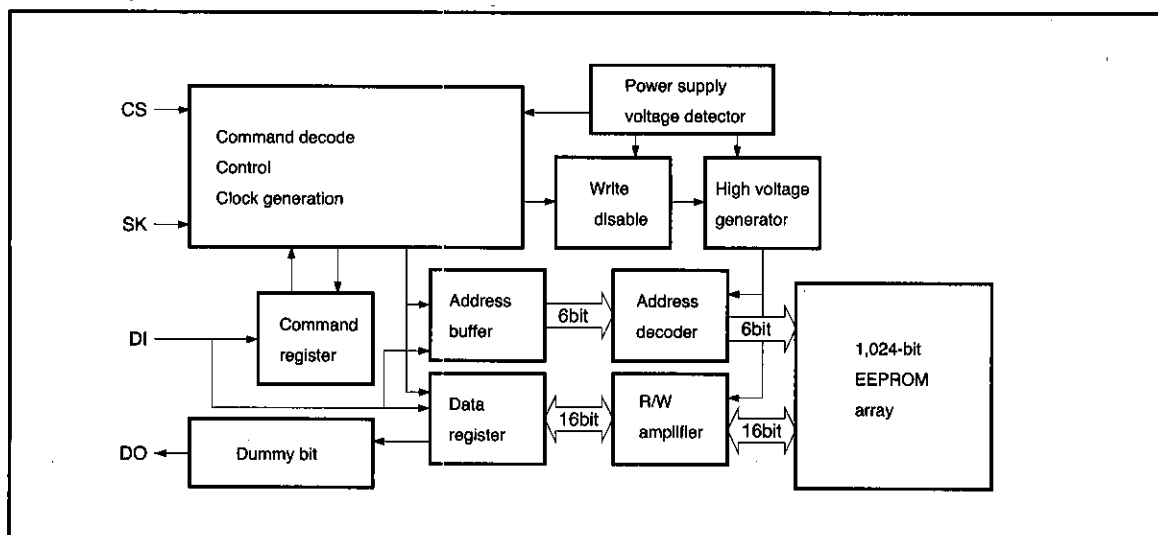 Power supply
voltage detector
CS
Command decode
Control
Clock generation
Write
disable
High voltage
generator
SK
Address
buffer
6bit
Address
decoder
6bit
DI
Command
register
1,024-bit
EEPROM
array
Data
register
16bit
R/W
amplifier
16bit
DO
Dummy bit